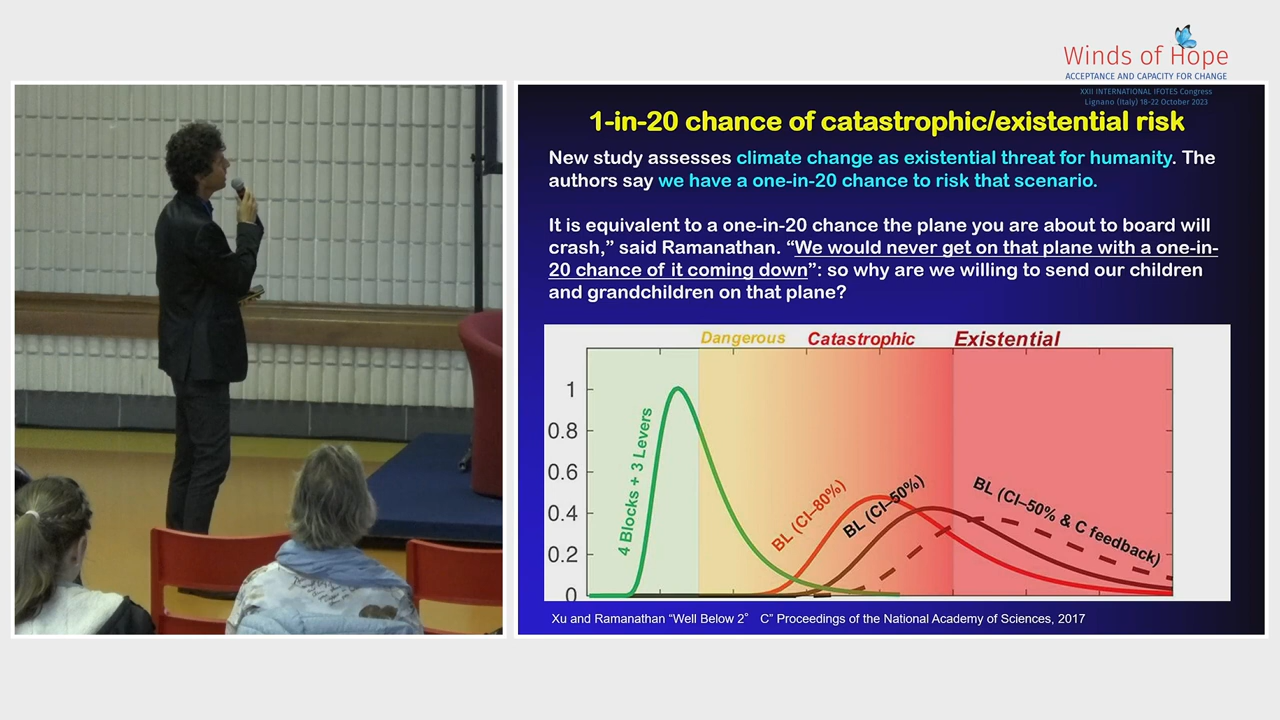 Winds of Hope
ACCEPTANCE AND CAPACITY FOR CHANGE
XXII INTERNATIONAL IFOTES Congress
Lignano (Italy) 18-22 October 2023
1-in-20 chance of catastrophic/existential risk
New study assesses climate change as existential threat for humanity. The
authors say we have a one-in-20 chance to risk that scenario.
It is equivalent to a one-in-20 chance the plane you are about to board will
crash,” said Ramanathan. “We would never get on that plane with a one-in-
20 chance of it coming down”: so why are we willing to send our children
and grandchildren on that plane?
Dangerous Catastrophic Existential
1
0.8
0.6
0.4
0.2
0
4 Blocks + 3 Levers
BL (CI–80%)
BL (CI–50%)
BL (CI–50% & C feedback)
Xu and Ramanathan “Well Below 2° C” Proceedings of the National Academy of Sciences, 2017